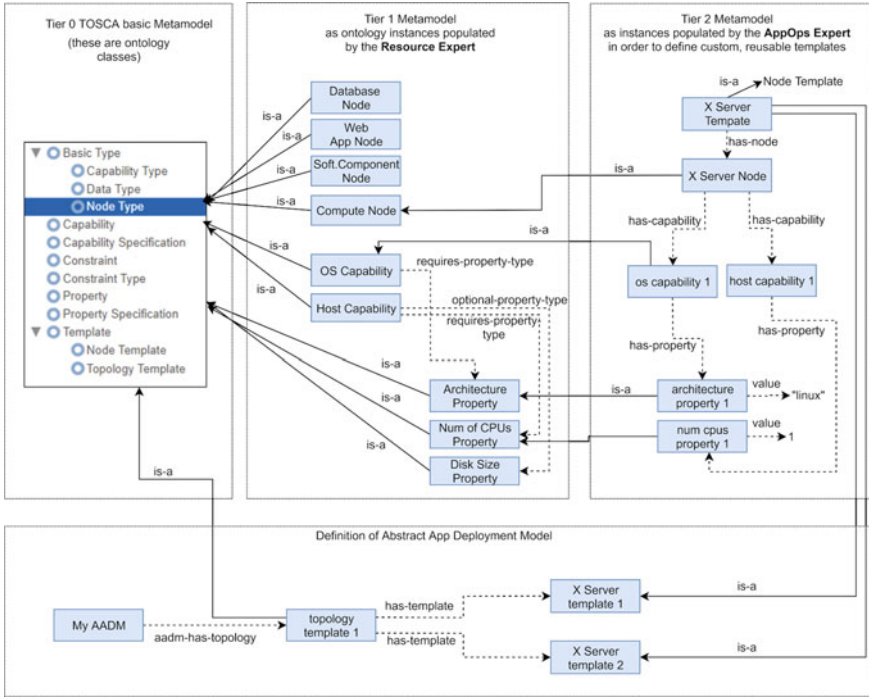 Tier 0 TOSCA basic Metamodel
(these are ontology
classes)
Basic Type
Capability Type
Data Type
Node Type
Capability
Capability Specification
Constraint
Constraint Type
Property
Property Specification
Template
Node Template
Topology Template
is-a
Tier 1 Metamodel
as ontology instances populated
by the Resource Expert
Database
Node
is-a
Web
App Node
is-a
Soft.Component
Node
is-a
Compute Node
is-a
OS Capability
is-a
requires-property-type
Host Capability
is-a
optional-property-type
requires-property-
type
Architecture
Property
is-a
Num of CPUs
Property
is-a
Disk Size
Property
is-a
Tier 2 Metamodel
as instances populated by the AppOps Expert
in order to define custom, reusable templates
is-a
Node Template
X Server
Tempate
has-node
is-a
X Server Node
has-capability
has-capability
is-a
os capability 1
host capability 1
has-property
has-property
is-a
architecture
property 1
value
"linux"
num cpus
property 1
value
1
Definition of Abstract App Deployment Model
My AADM
aadm-has-topology
topology
template 1
has-template
has-template
X Server
template 1
is-a
X Server
template 2
is-a